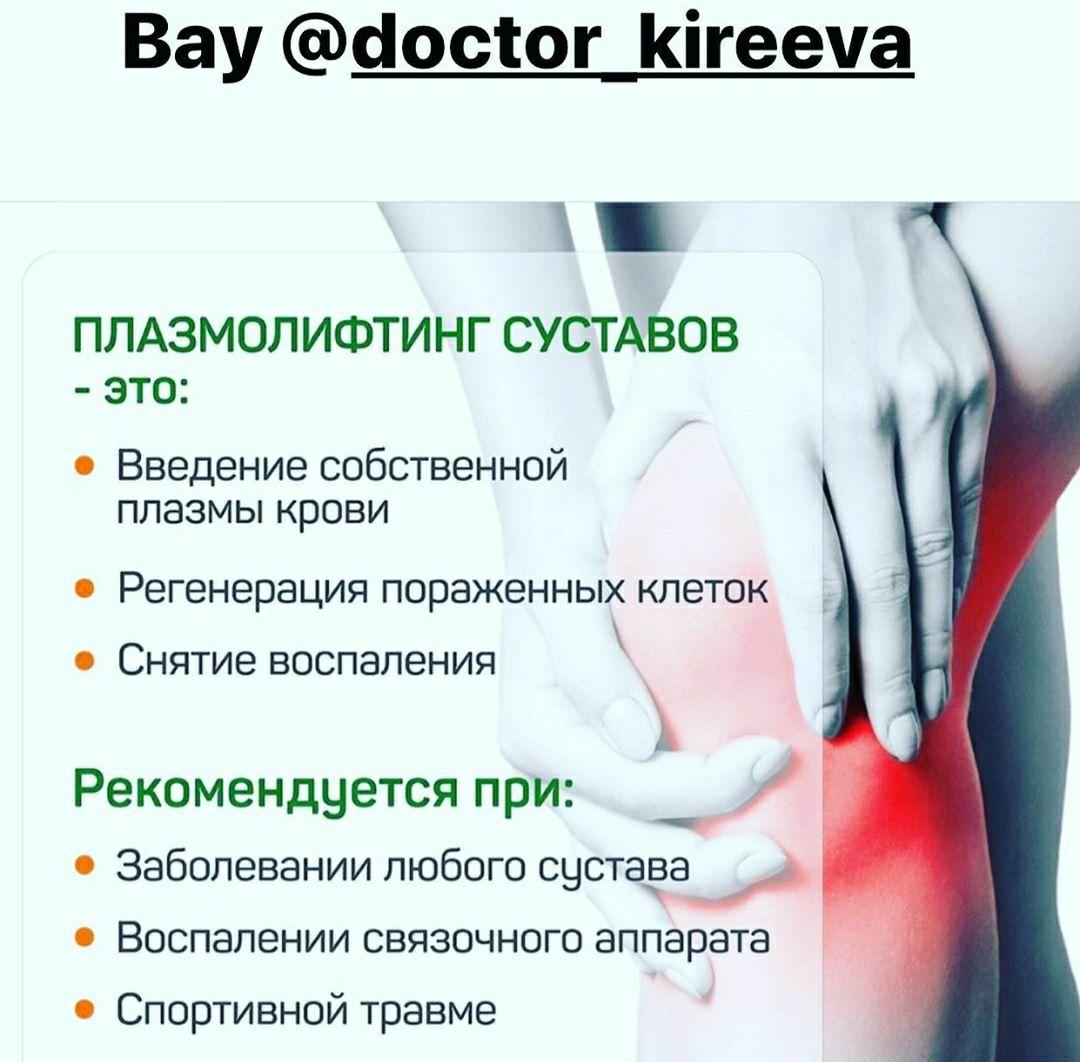 Bay @doctor_kireeva
ПЛАЗМОЛИФТИНГ СУСТАВОВ
- это:
• Введение собственной
плазмы крови
• Регенерация пораженных клеток
• Снятие воспаления
Рекомендуется при:
• Заболевании любого сустава
• Воспалении связочного аппарата
• Спортивной травме